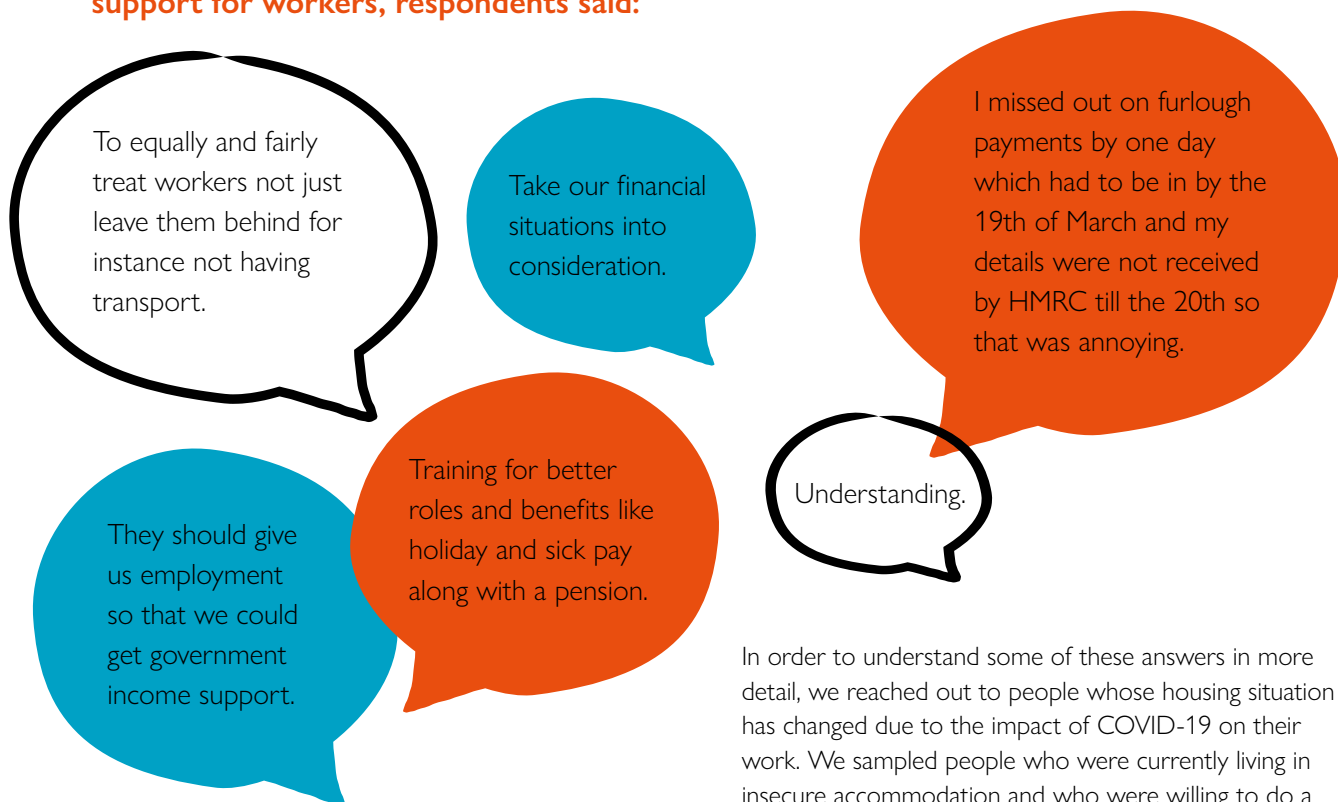 support for workers, respondents said:
To equally and fairly
treat workers not just
leave them behind for
instance not having
transport.
Take our financial
situations into
consideration.
I missed out on furlough
payments by one day
which had to be in by the
19th of March and my
details were not received
by HMRC till the 20th so
that was annoying.
They should give
us employment
so that we could
get government
income support.
Training for better
roles and benefits like
holiday and sick pay
along with a pension.
Understanding.
In order to understand some of these answers in more
detail, we reached out to people whose housing situation
has changed due to the impact of COVID-19 on their
work. We sampled people who were currently living in
insecure accommodation and who were willing to do a